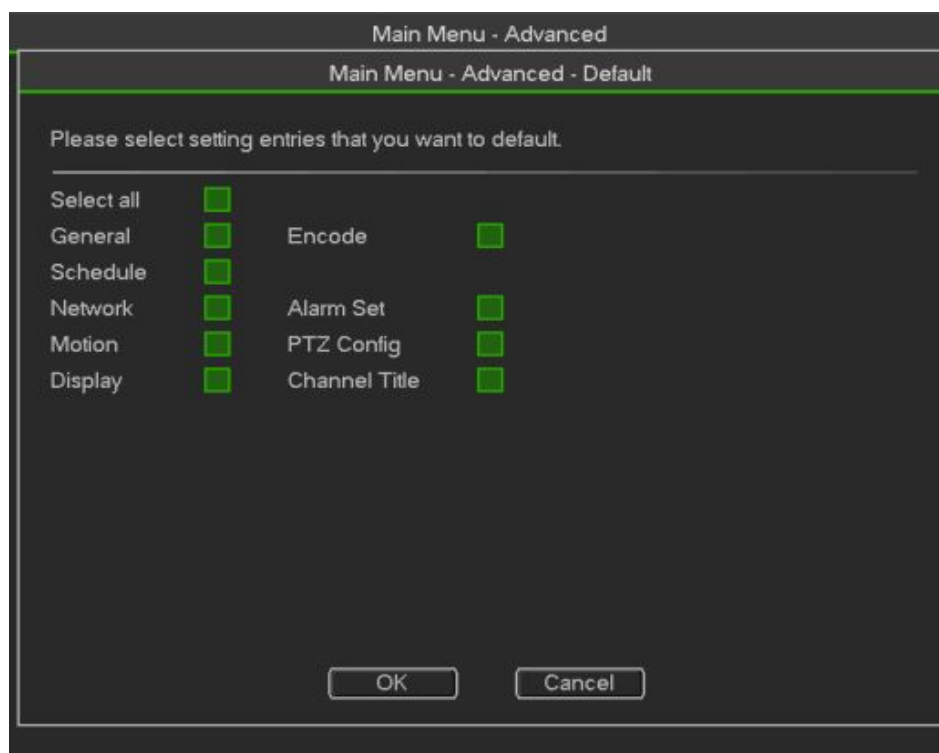 Main Menu - Advanced
Main Menu - Advanced - Default
Please select setting entries that you want to default.
Select all
General Encode
Schedule
Network Alarm Set
Motion PTZ Config
Display Channel Title
OK Cancel